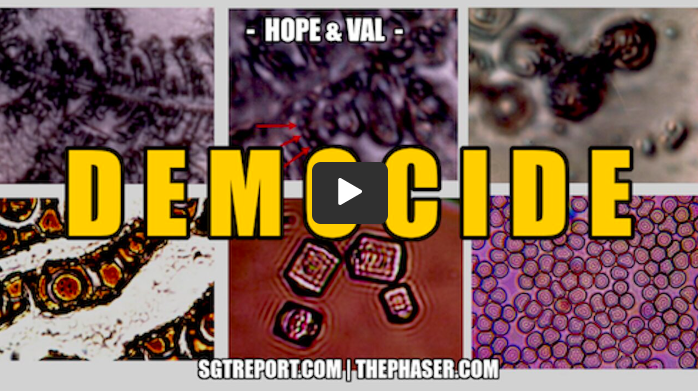 - HOPE & VAL -
DEMOCIDE
SGTREPORT.COM | THEPHASER.COM